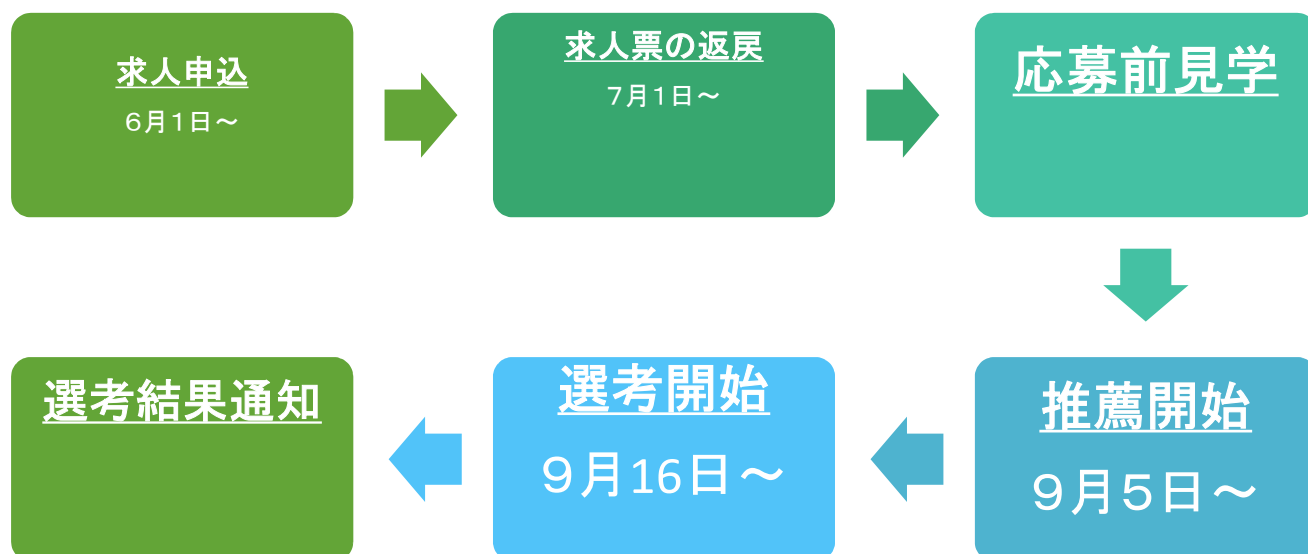 求人申込
６月１日～
求人票の返戻
７月１日～
応募前見学
推薦開始
９月５日～
選考開始
９月16日～
選考結果通知